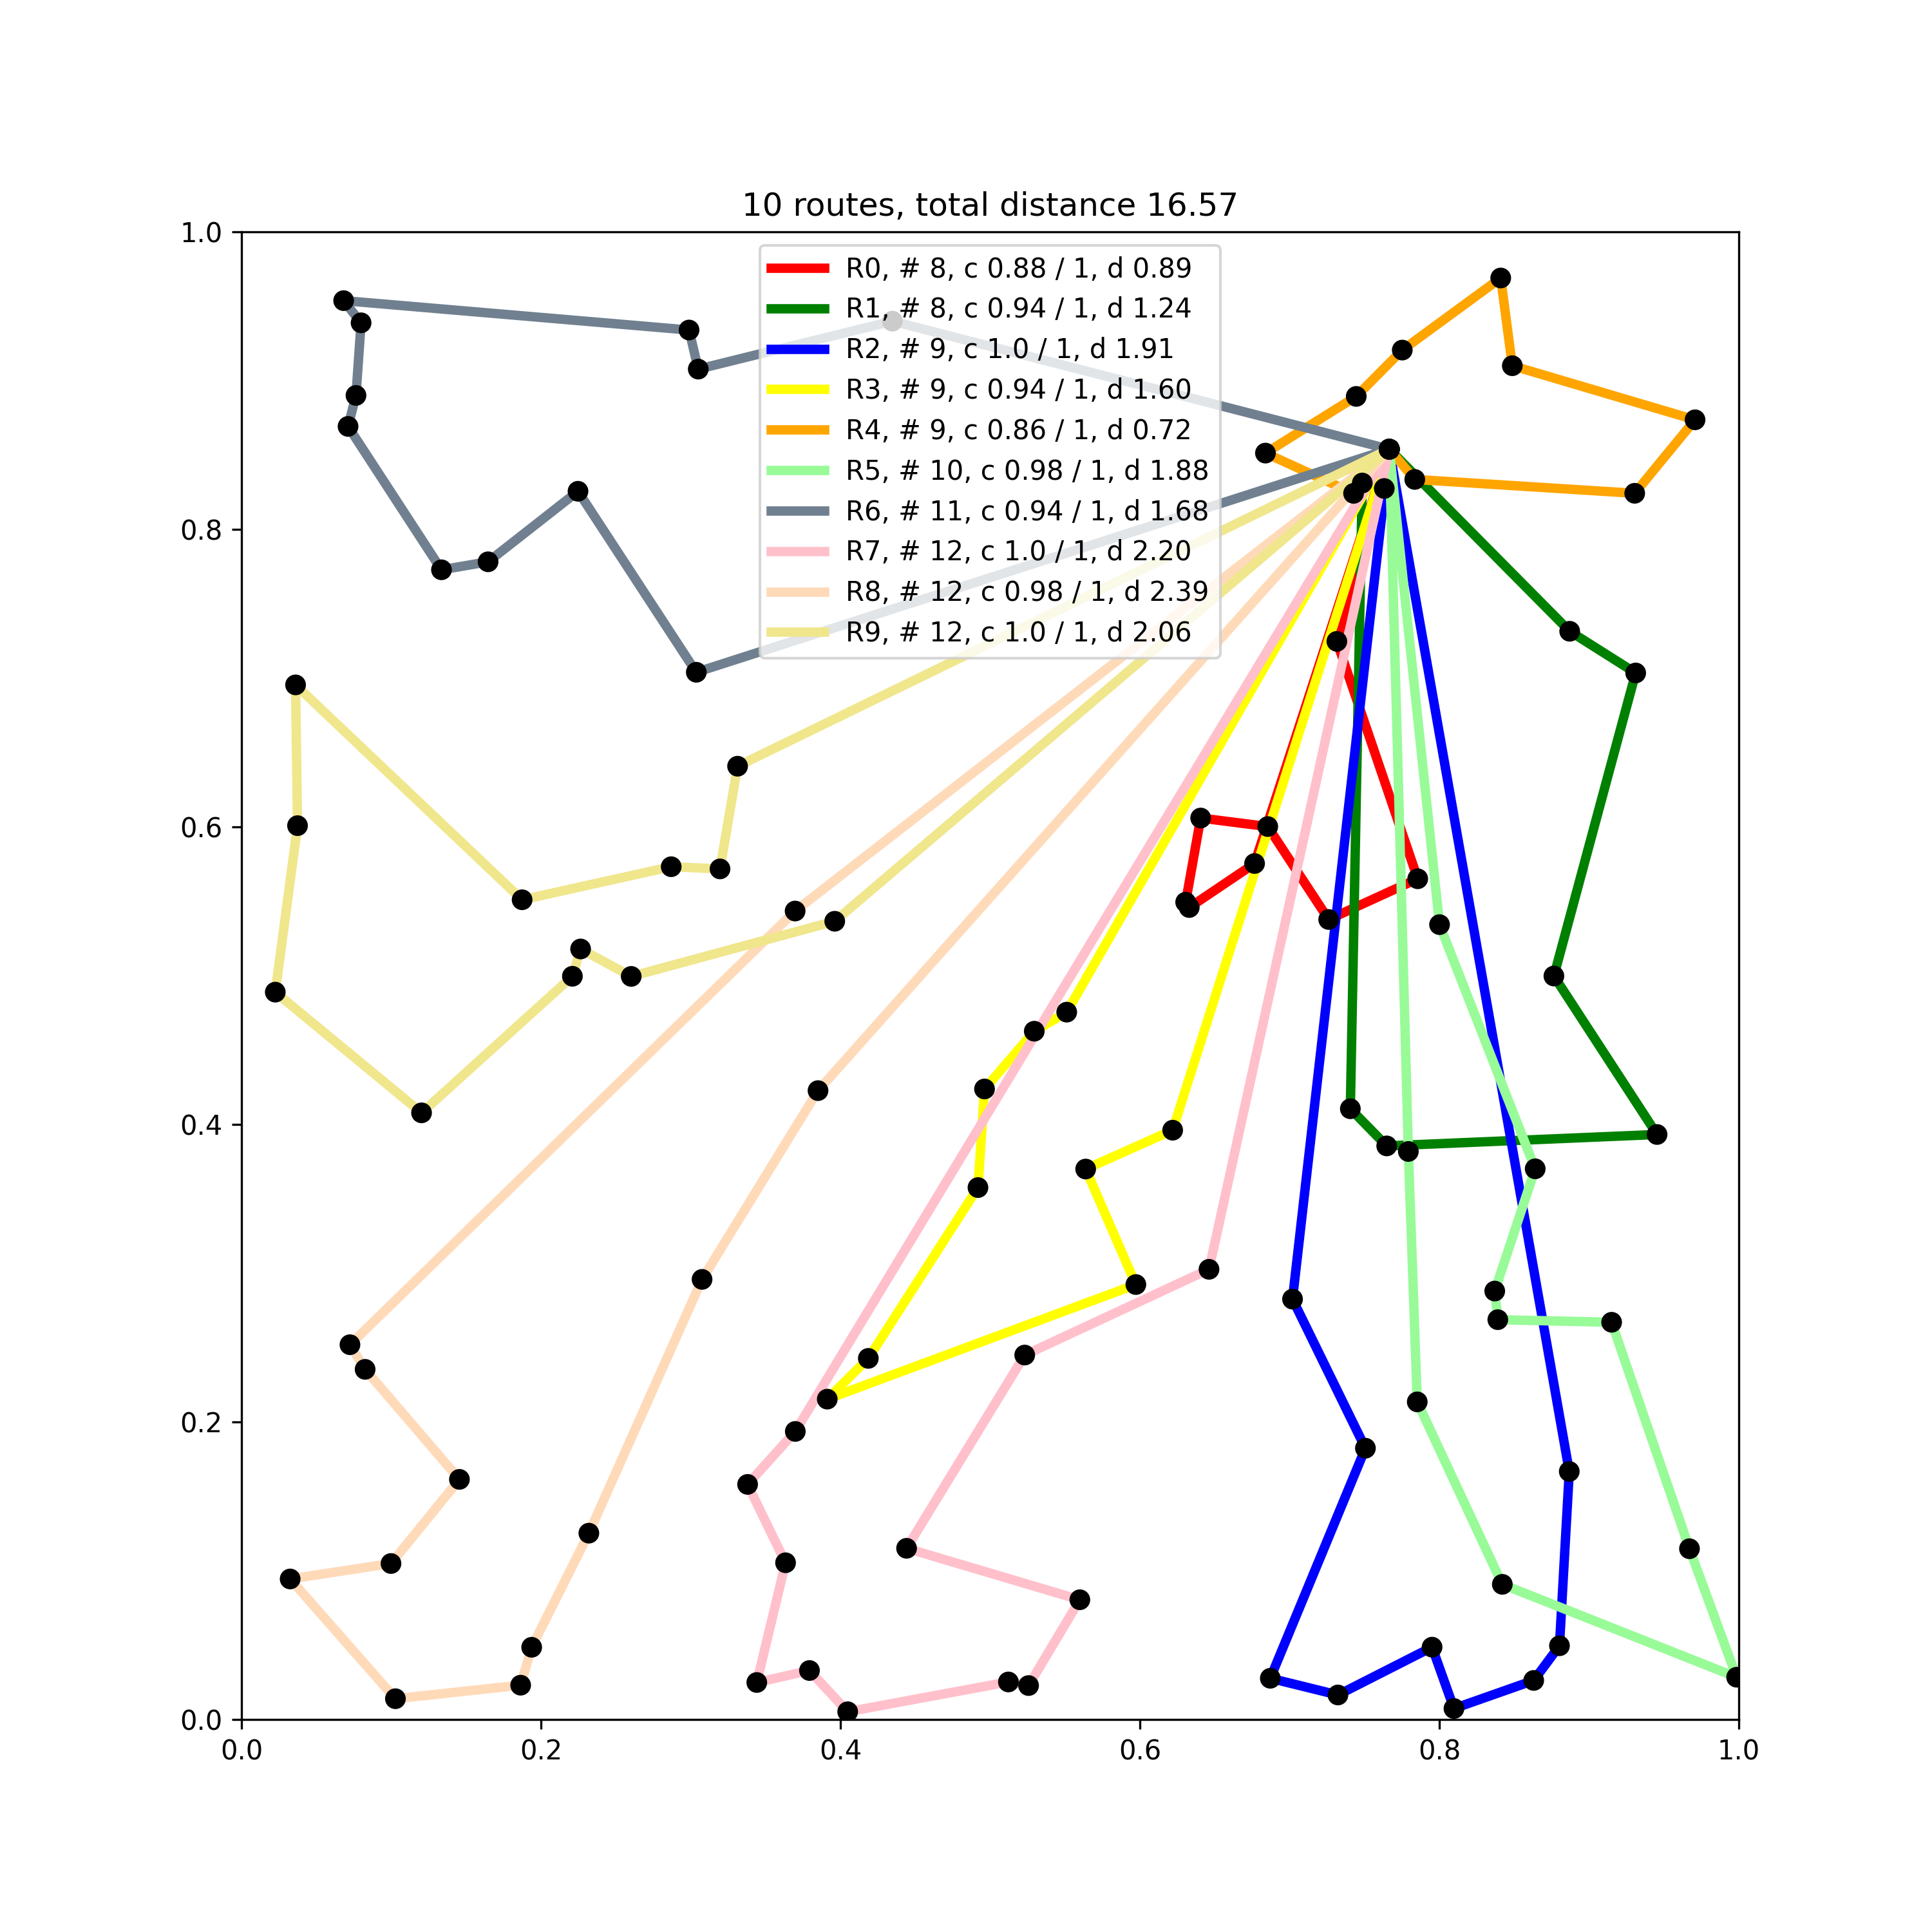 10 routes, total distance 16.57
1.0
0.8
0.6
0.4
0.2
0.0
R0, # 8, c 0.88 / 1, d 0.89
R1, # 8, c 0.94 / 1, d 1.24
R2, # 9, c 1.0 / 1, d 1.91
R3, # 9, c 0.94 / 1, d 1.60
R4, # 9, c 0.86 / 1, d 0.72
R5, # 10, c 0.98 / 1, d 1.88
R6, # 11, c 0.94 / 1, d 1.68
R7, # 12, c 1.0 / 1, d 2.20
R8, # 12, c 0.98 / 1, d 2.39
R9, # 12, c 1.0 / 1, d 2.06
0.0 0.2 0.4 0.6 0.8 1.0